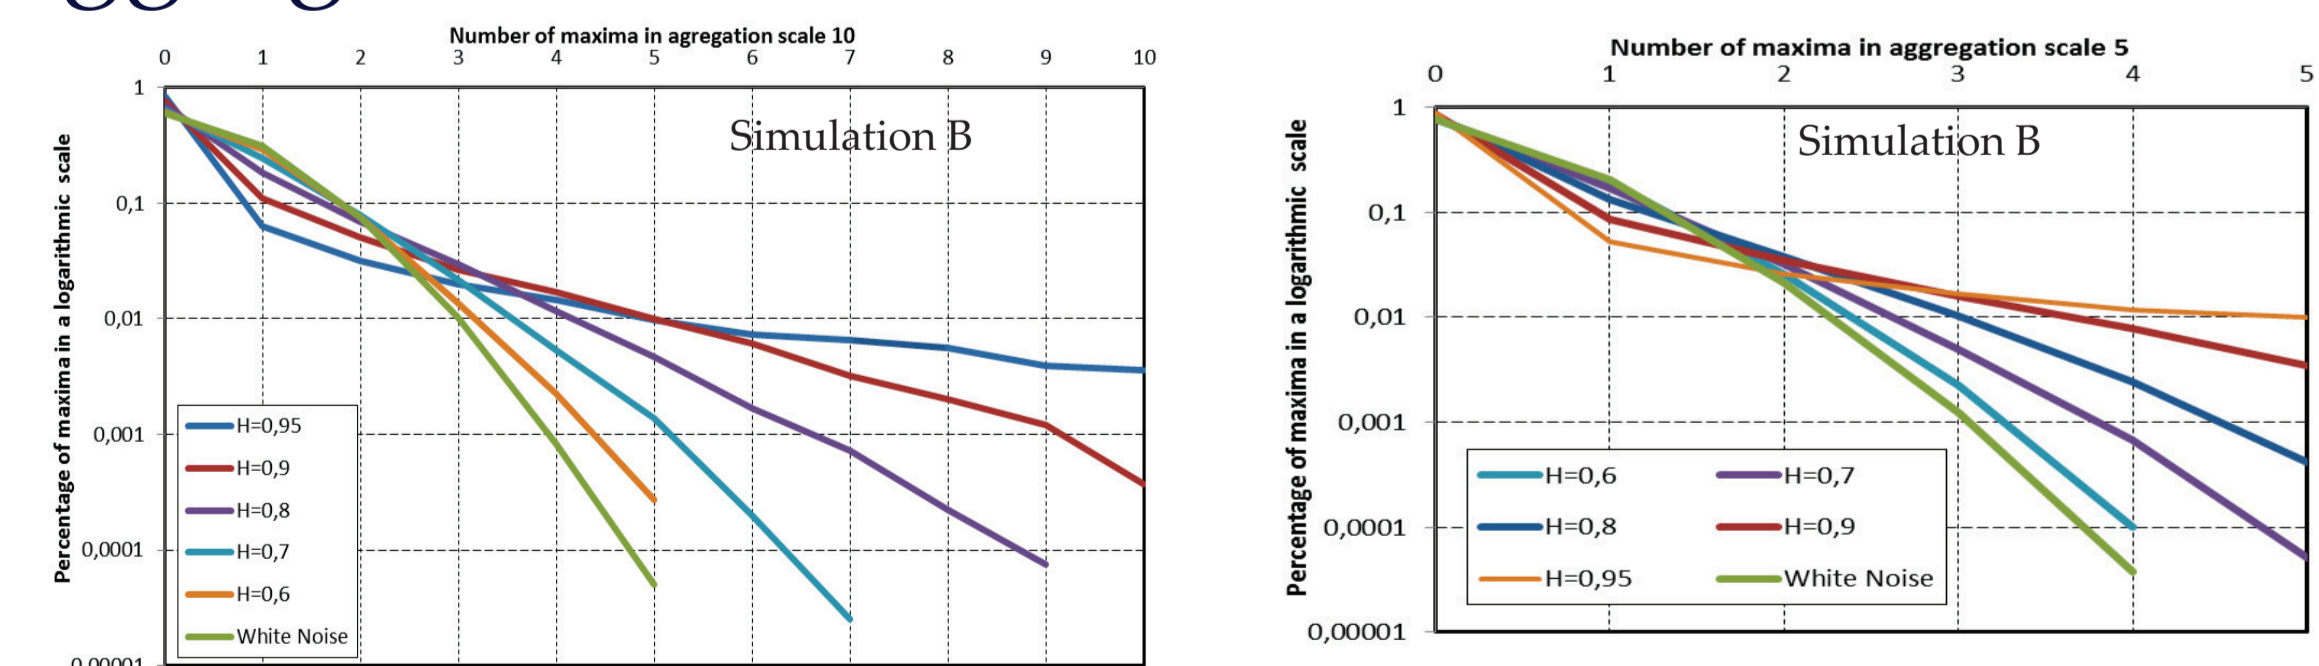 Number of maxima in agregation scale 10
0 1 2 3 4 5 6 7 8 9 10
1
0,1
0,01
0,001
0,0001
0,00001
Percentage of maxima in a logarithmic scale
Simulation B
H=0,95
H=0,9
H=0,8
H=0,7
H=0,6
White Noise
Number of maxima in aggregation scale 5
0 1 2 3 4 5
1
0,1
0,01
0,001
0,0001
0,00001
Percentage of maxima in a logarithmic scale
Simulation B
H=0,6 H=0,7
H=0,8 H=0,9
H=0,95 White Noise